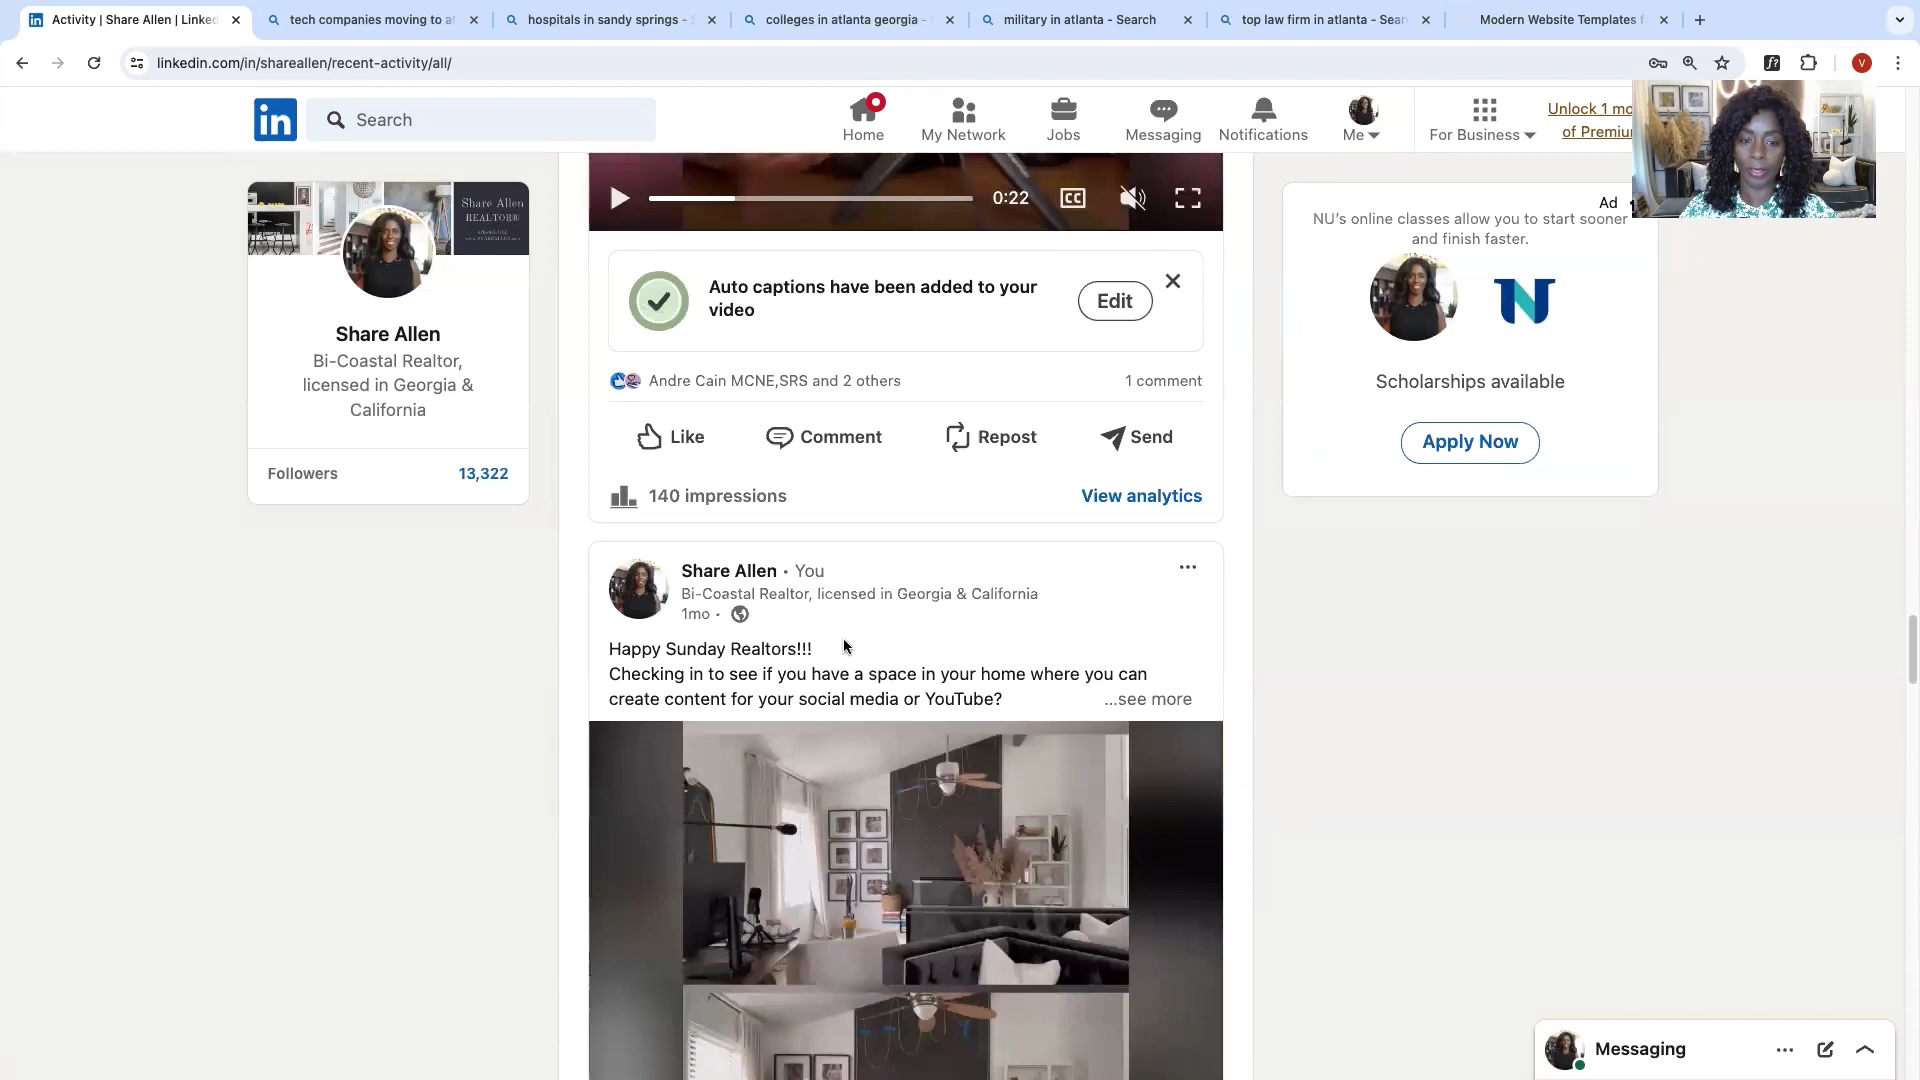 Activity | Share Allen | Linked
tech companies moving to at
hospitals in sandy springs -
colleges in atlanta georgia -
military in atlanta - Search
top law firm in atlanta - Sear
Modern Website Templates f
linkedin.com/in/shareallen/recent-activity/all/
V
in
Search
Home
My Network
Jobs
Messaging
Notifications
Me
For Business
Unlock 1 mo
of Premiu
Share Allen
REALTOR®
Share Allen
Bi-Coastal Realtor,
licensed in Georgia &
California
Followers
13,322
0:22
CC
Auto captions have been added to your
video
Edit
Andre Cain MCNE,SRS and 2 others
1 comment
Like
Comment
Repost
Send
140 impressions
View analytics
Share Allen • You
Bi-Coastal Realtor, licensed in Georgia & California
1mo •
Happy Sunday Realtors!!!
Checking in to see if you have a space in your home where you can
create content for your social media or YouTube?
...see more
Ad
NU's online classes allow you to start sooner
and finish faster.
N
Scholarships available
Apply Now
Messaging